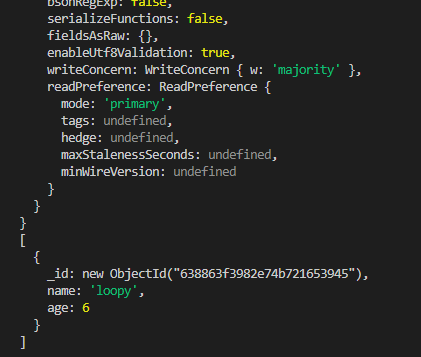 bsonRegExp: false,
serializeFunctions: false,
fieldsAsRaw: {},
enableUtf8Validation: true,
writeConcern: WriteConcern { w: 'majority' },
readPreference: ReadPreference {
mode: 'primary',
tags: undefined,
hedge: undefined,
maxStalenessSeconds: undefined,
minWireVersion: undefined
}
}
}
[
{
_id: new ObjectId("638863f3982e74b721653945"),
name: 'loopy',
age: 6
}
]